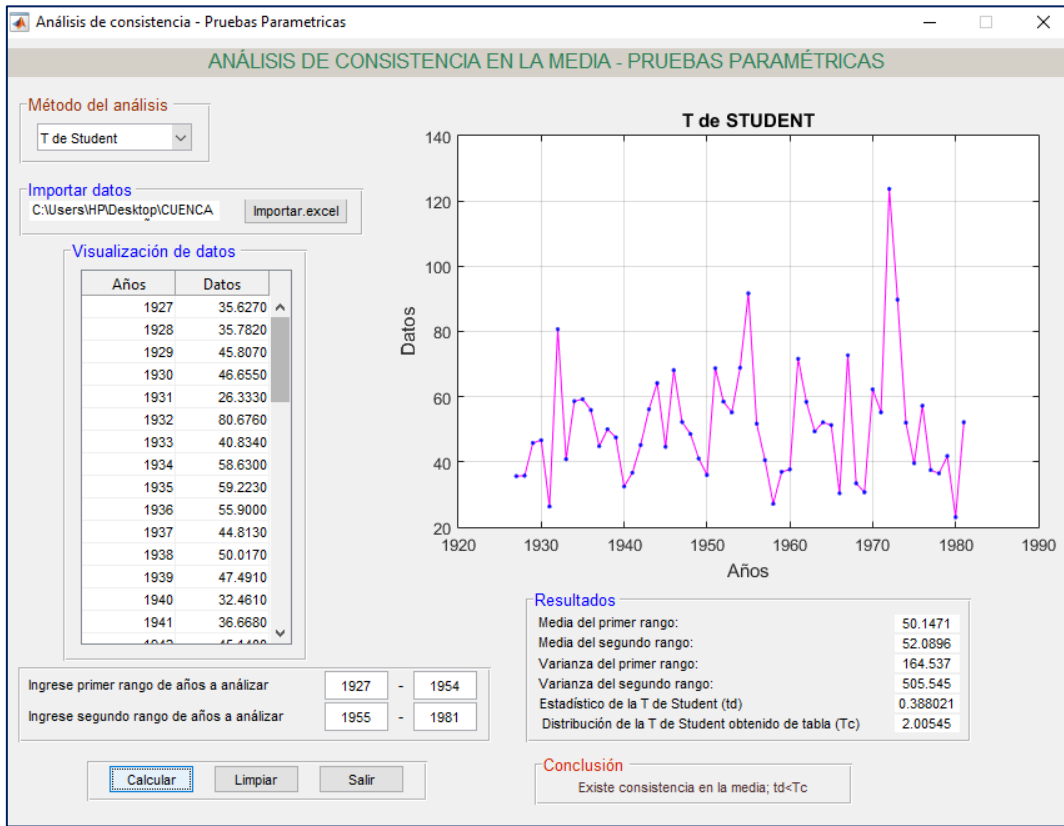 Análisis de consistencia - Pruebas Parametricas
ANÁLISIS DE CONSISTENCIA EN LA MEDIA - PRUEBAS PARAMÉTRICAS
Método del análisis
T de Student
Importar datos
C:\Users\HP\Desktop\CUENCA
Importar.excel
Visualización de datos
Años Datos
1927 35.6270
1928 35.7820
1929 45.8070
1930 46.6550
1931 26.3330
1932 80.6760
1933 40.8340
1934 58.6300
1935 59.2230
1936 55.9000
1937 44.8130
1938 50.0170
1939 47.4910
1940 32.4610
1941 36.6680
T de STUDENT
Datos
140
120
100
80
60
40
20
1920 1930 1940 1950 1960 1970 1980 1990
Años
Ingrese primer rango de años a análizar 1927 - 1954
Ingrese segundo rango de años a análizar 1955 - 1981
Calcular Limpiar Salir
Resultados
Media del primer rango: 50.1471
Media del segundo rango: 52.0896
Varianza del primer rango: 164.537
Varianza del segundo rango: 505.545
Estadístico de la T de Student (td) 0.388021
Distribución de la T de Student obtenido de tabla (Tc) 2.00545
Conclusión
Existe consistencia en la media; td<Tc